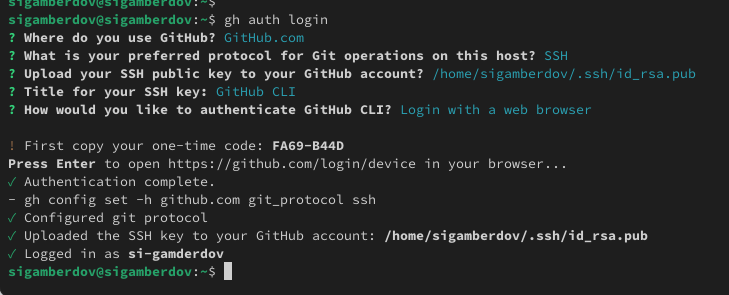 sigamberdov@sigamberdov:~$
sigamberdov@sigamberdov:~$ gh auth login
? Where do you use GitHub? GitHub.com
? What is your preferred protocol for Git operations on this host? SSH
? Upload your SSH public key to your GitHub account? /home/sigamberdov/.ssh/id_rsa.pub
? Title for your SSH key: GitHub CLI
? How would you like to authenticate GitHub CLI? Login with a web browser
! First copy your one-time code: FA69-B44D
Press Enter to open https://github.com/login/device in your browser...
✓ Authentication complete.
- gh config set -h github.com git_protocol ssh
✓ Configured git protocol
✓ Uploaded the SSH key to your GitHub account: /home/sigamberdov/.ssh/id_rsa.pub
✓ Logged in as si-gamderdov
sigamberdov@sigamberdov:~$